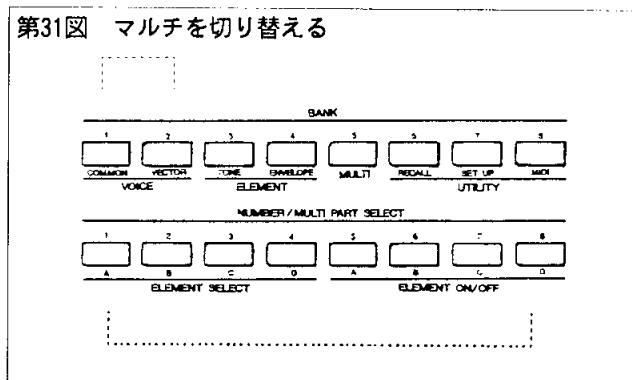 第31図 マルチを切り替える
BANK
1 2 3 4 5 6 7 8
COMMON VECTOR TONE ENVELOPE MULTI RECALL SET UP MIDI
VOICE ELEMENT UTILITY
NUMBER/MULTI PART SELECT
1 2 3 4 5 6 7 8
A B C D A B C D
ELEMENT SELECT ELEMENT ON/OFF